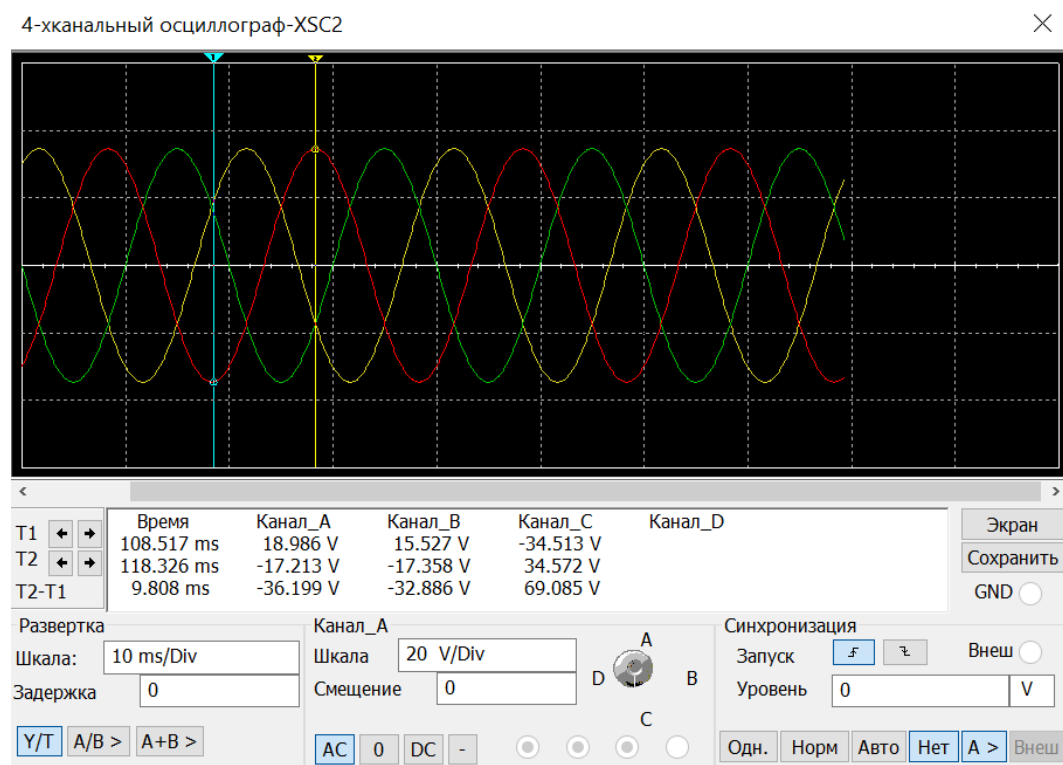 4-хканальный осциллограф-XSC2
1 2
Время Канал_A Канал_B Канал_C Канал_D
T1 108.517 ms 18.986 V 15.527 V -34.513 V
T2 118.326 ms -17.213 V -17.358 V 34.572 V
T2-T1 9.808 ms -36.199 V -32.886 V 69.085 V
Экран
Сохранить
GND
Развертка
Шкала: 10 ms/Div
Задержка 0
Y/T A/B > A+B >
Канал_A
Шкала 20 V/Div
Смещение 0
AC 0 DC -
A
D B
C
Синхронизация
Запуск Внеш
Уровень 0 V
Одн. Норм Авто Нет A > Внеш